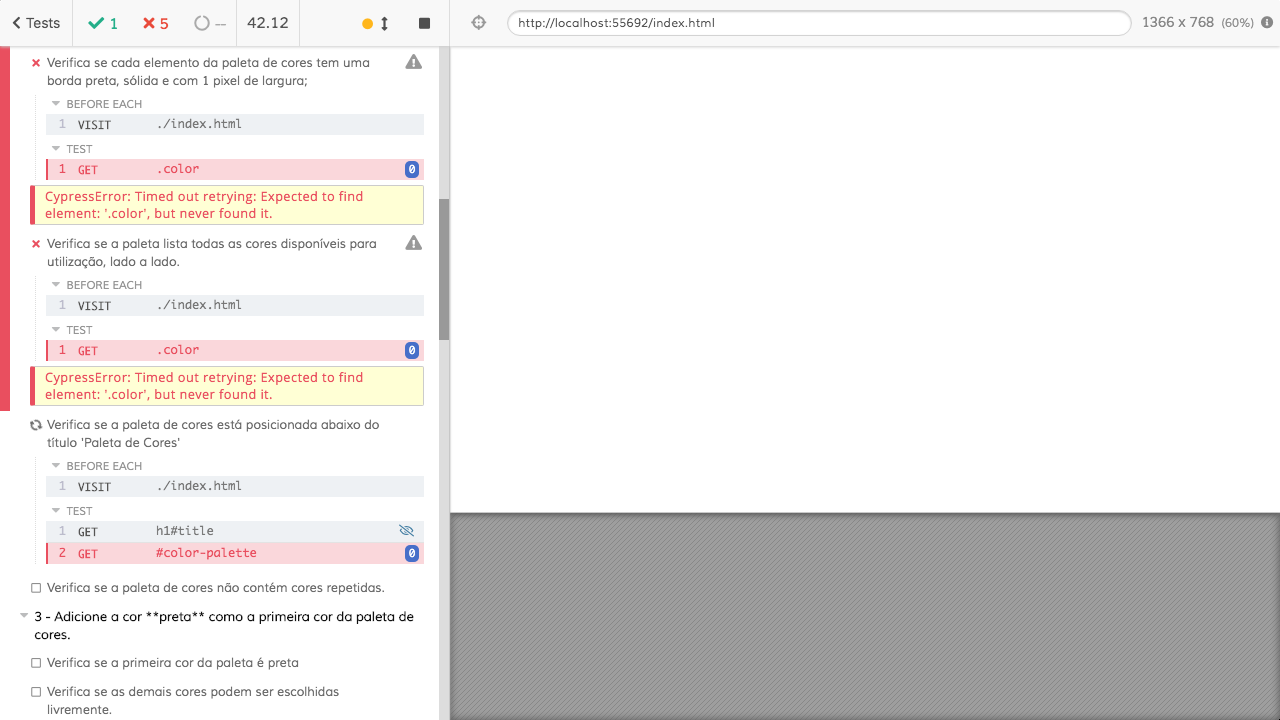 Tests 1 5 -- 42.12 http://localhost:55692/index.html 1366 x 768 (60%)
Verifica se cada elemento da paleta de cores tem uma
borda preta, sólida e com 1 pixel de largura;
BEFORE EACH
1 VISIT ./index.html
TEST
1 GET .color 0
CypressError: Timed out retrying: Expected to find
element: '.color', but never found it.
Verifica se a paleta lista todas as cores disponíveis para
utilização, lado a lado.
BEFORE EACH
1 VISIT ./index.html
TEST
1 GET .color 0
CypressError: Timed out retrying: Expected to find
element: '.color', but never found it.
Verifica se a paleta de cores está posicionada abaixo do
título 'Paleta de Cores'
BEFORE EACH
1 VISIT ./index.html
TEST
1 GET h1#title
2 GET #color-palette 0
Verifica se a paleta de cores não contém cores repetidas.
3 - Adicione a cor **preta** como a primeira cor da paleta de
cores.
Verifica se a primeira cor da paleta é preta
Verifica se as demais cores podem ser escolhidas
livremente.